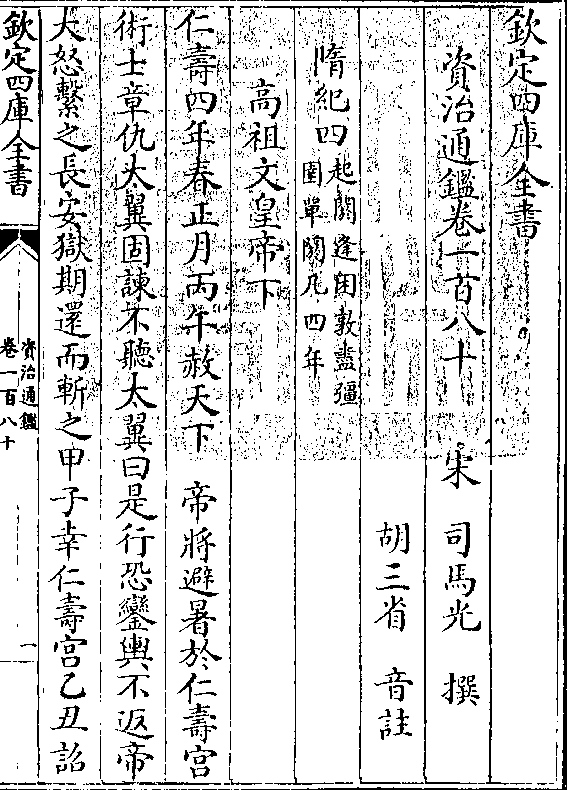 欽定四庫全書
資治通鑑卷一百八十
宋 司馬光 撰
胡三省 音註
隋紀四起閼逢困敦盡彊
圉單閼凡四年
高祖文皇帝下
仁壽四年春正月丙午赦天下 帝將避暑於仁壽宮
術士章仇太翼固諫不聽太翼曰是行恐鑾輿不返帝
大怒繫之長安獄期還而斬之甲子幸仁壽宮乙丑詔
欽定四庫全書
資治通鑑
卷一百八十
一